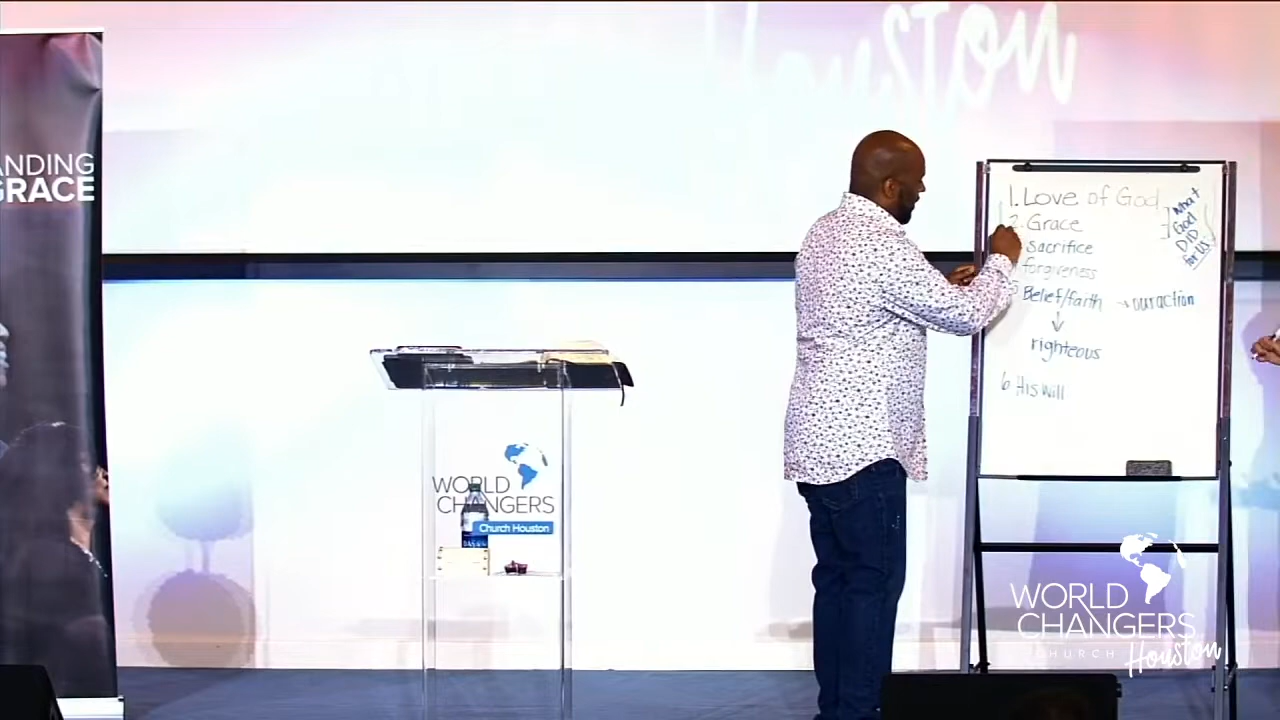 Houston
ANDING
GRACE
1. Love of God
2. Grace
sacrifice
forgiveness
Belief/faith → our action
↓
righteous
6 His will
what
God
DID
for us
WORLD
CHANGERS
Church Houston
WORLD
CHANGERS
CHURCH
Houston